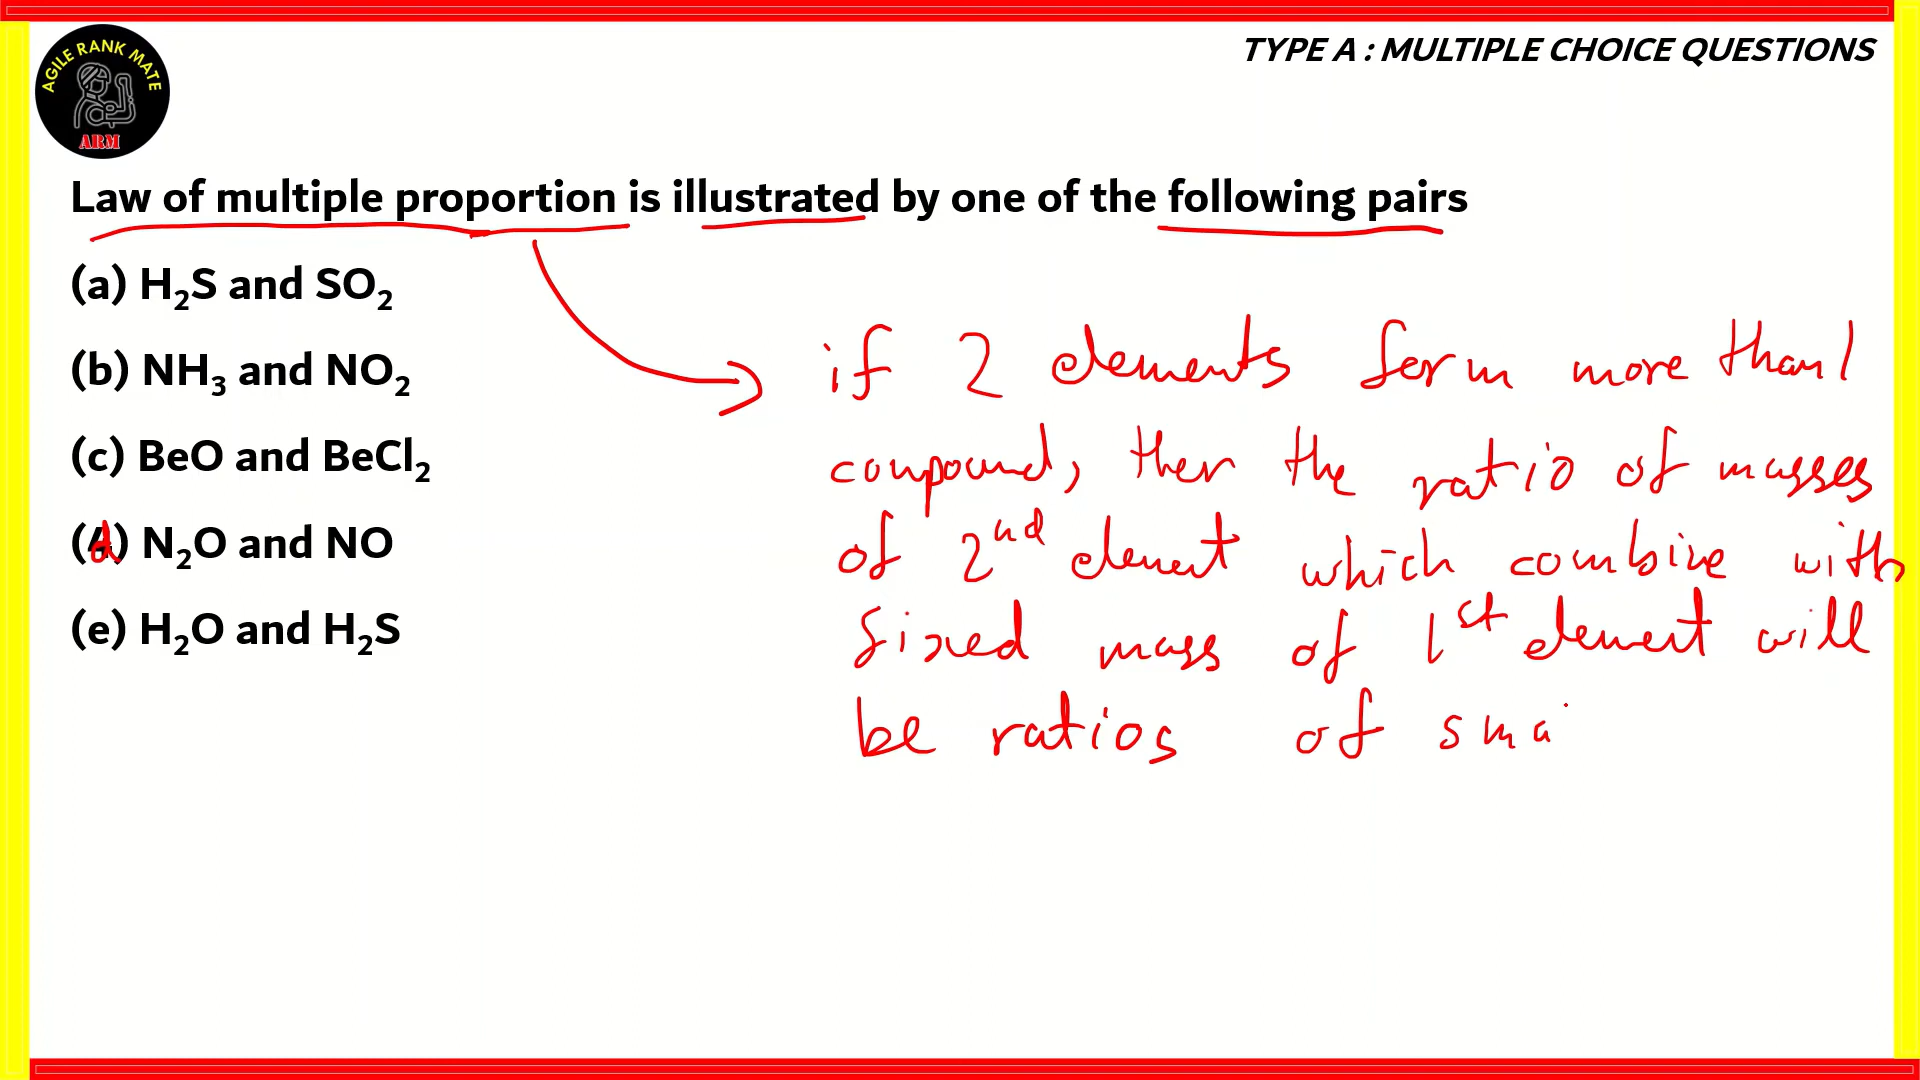 AGILE RANK MATE
ARM
TYPE A : MULTIPLE CHOICE QUESTIONS
Law of multiple proportion is illustrated by one of the following pairs
(a) H₂S and SO₂
(b) NH₃ and NO₂
(c) BeO and BeCl₂
(d) N₂O and NO
(e) H₂O and H₂S
if 2 elements form more than 1
compound, then the ratio of masses
of 2nd element which combine with
fixed mass of 1st element will
be ratios of sma